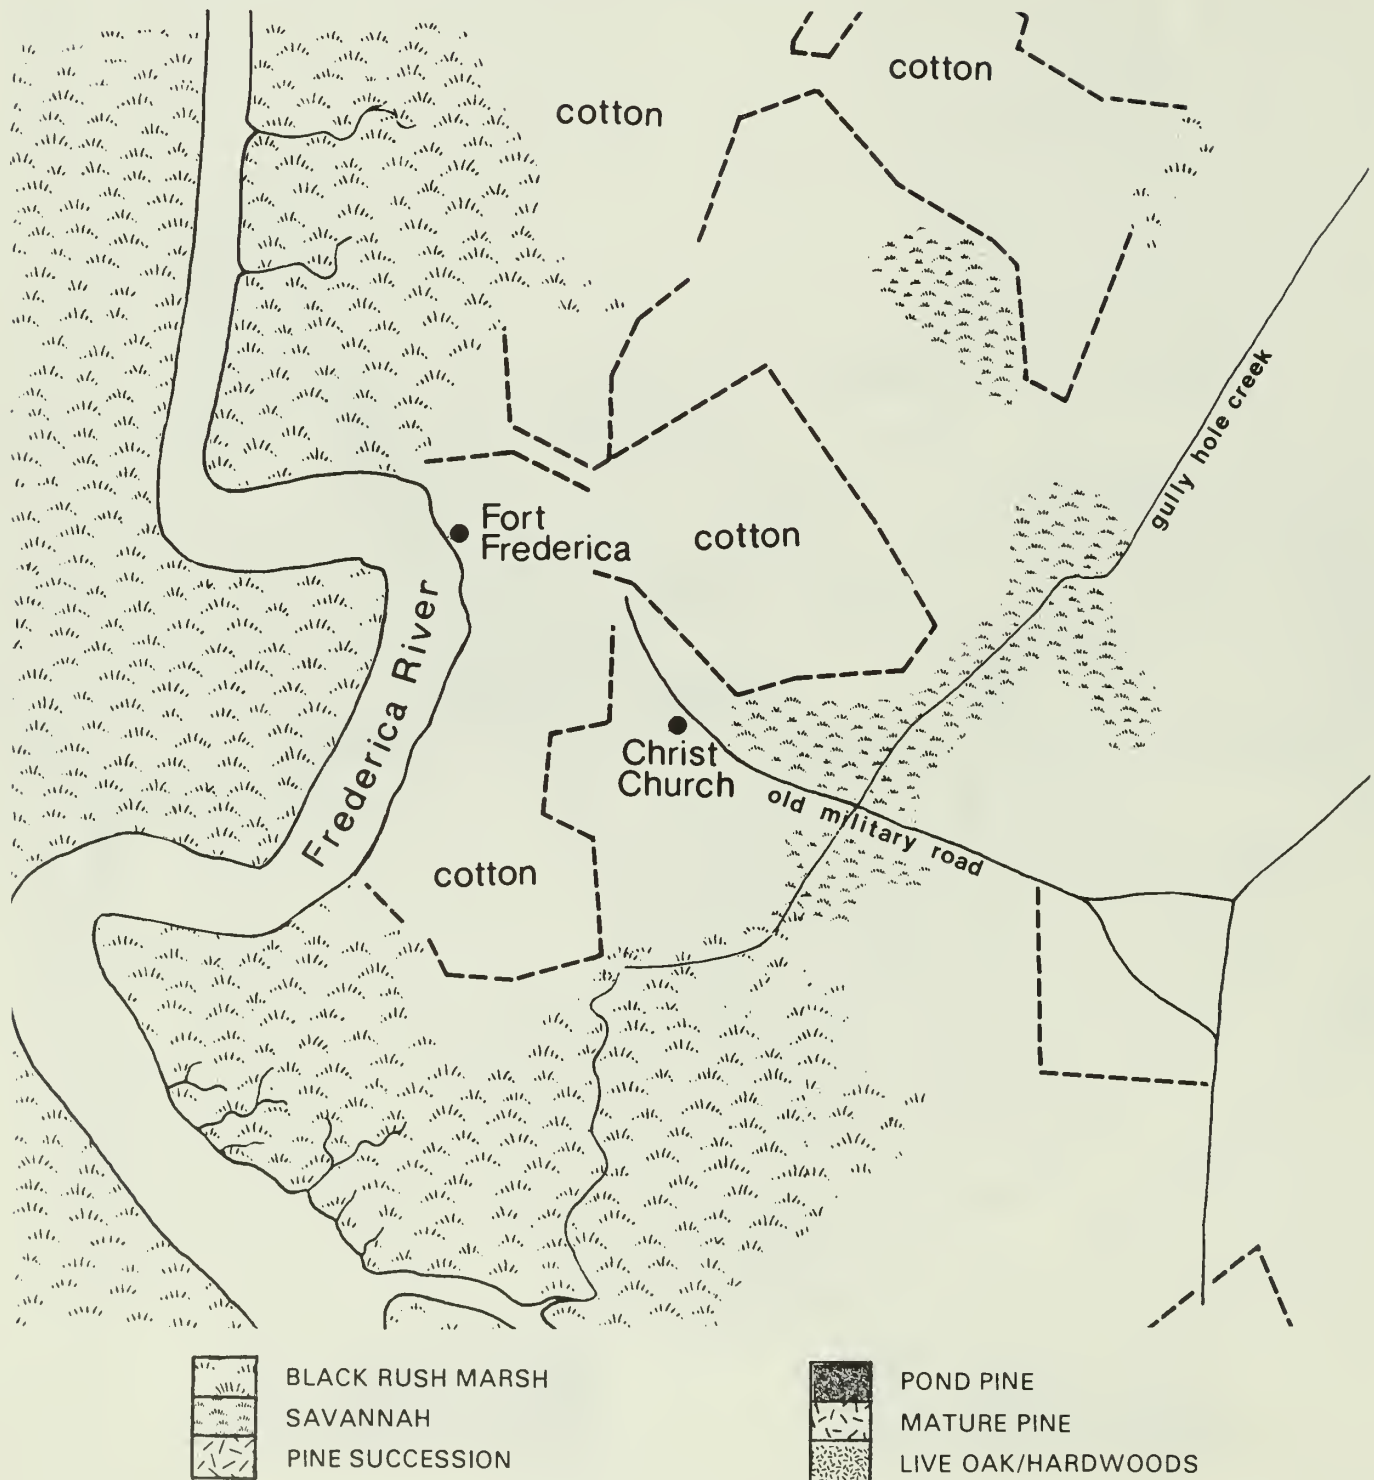 cotton
cotton
gully hole creek
Fort
Frederica
cotton
Frederica River
Christ
Church
old military road
cotton
BLACK RUSH MARSH
SAVANNAH
PINE SUCCESSION
POND PINE
MATURE PINE
LIVE OAK/HARDWOODS